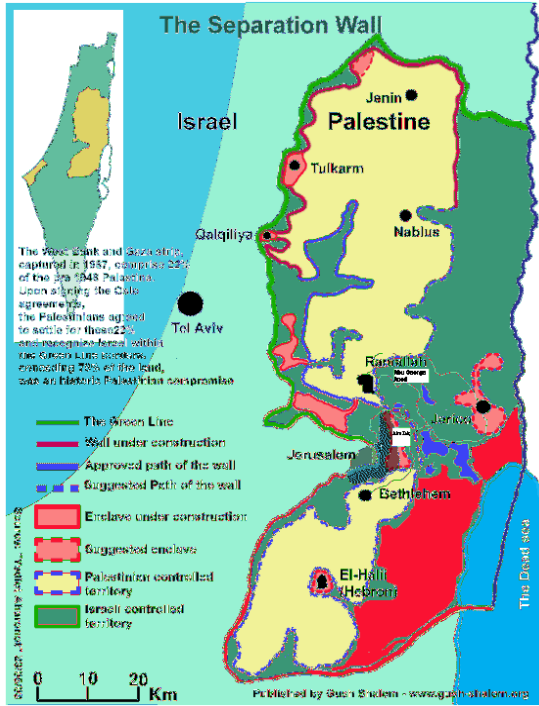 The Separation Wall
Israel
Palestine
Jenin
Tulkarm
Qalqiliya
Nablus
The West Bank and Gaza strip,
captured in 1967, comprise 22%
of the pre 1948 Palestine.
Upon signing the Oslo
agreements,
the Palestinians agreed
to settle for these 22%
and recognize Israel within
the Green Line
conceding 78% of the land,
was an historic Palestinian compromise
Tel Aviv
Ramallah
Jericho
Jerusalem
Bethlehem
El-Halil
(Hebron)
The Dead sea
The Green Line
Wall under construction
Approved path of the wall
Suggested Path of the wall
Enclave under construction
Suggested enclave
Palestinian controlled
territory
Israeli controlled
territory
0 10 20
Km
Published by Gush Shalom - www.gush-shalom.org